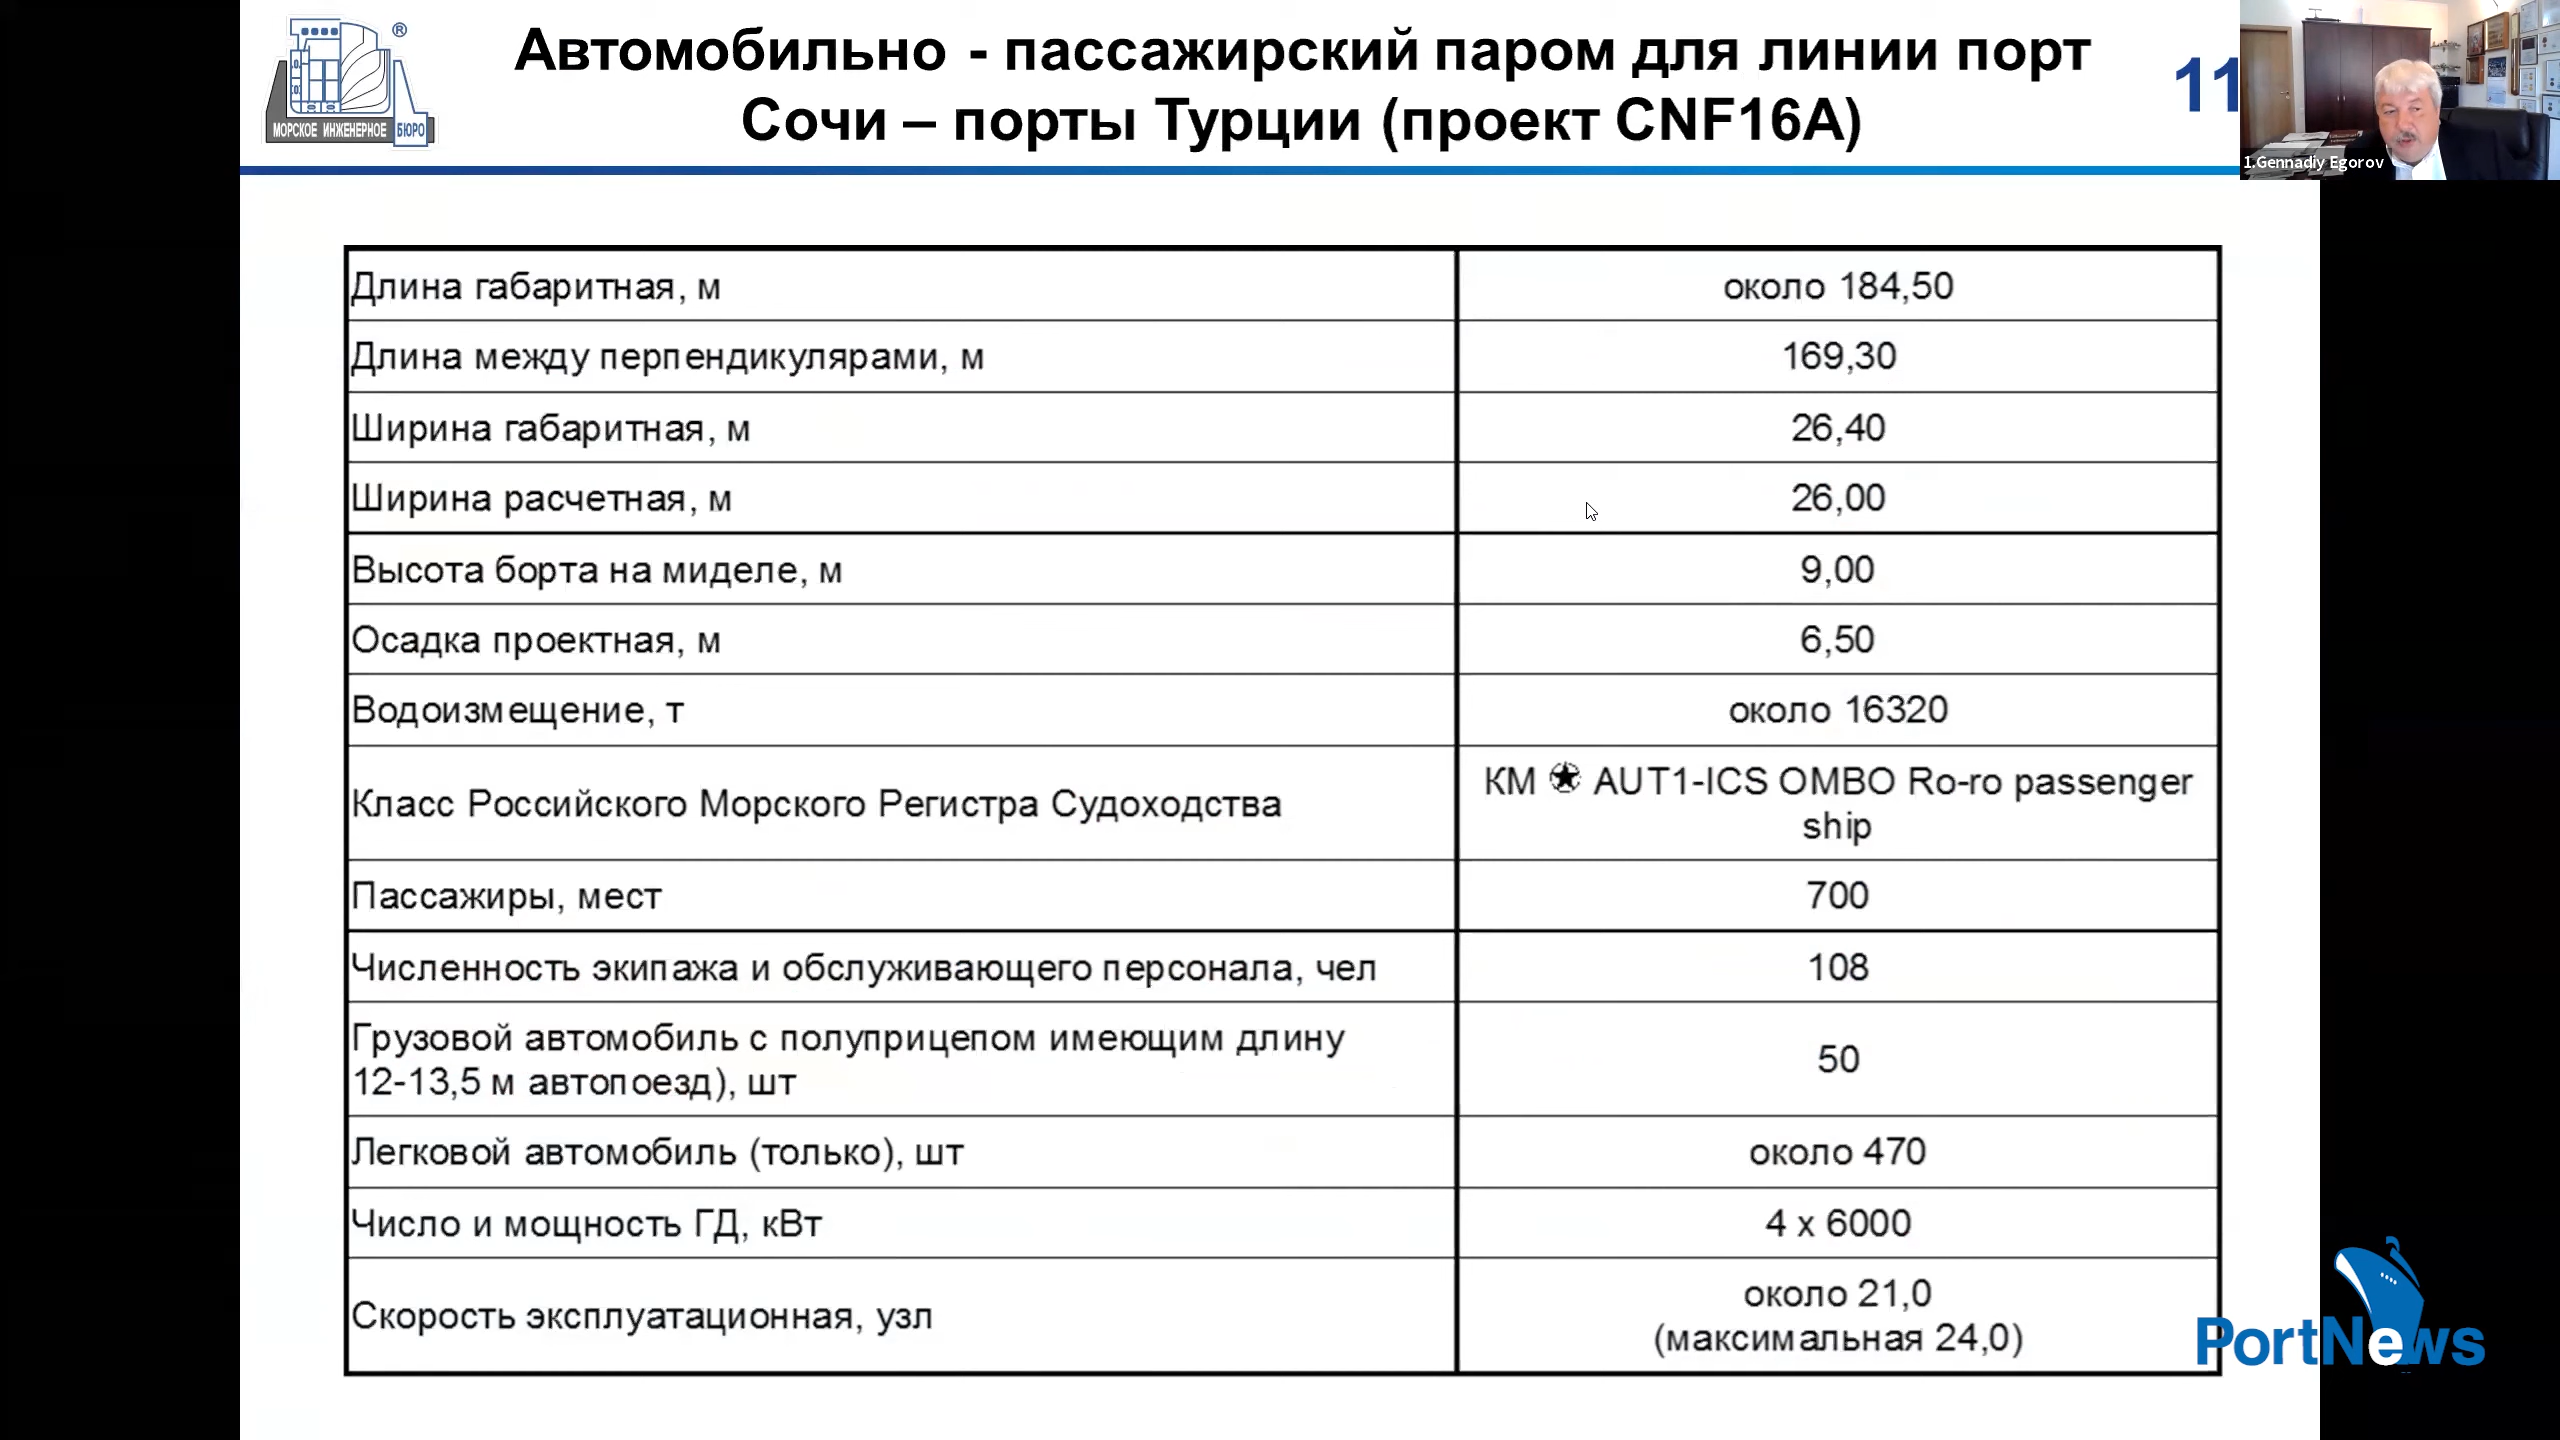 ®
МОРСКОЕ ИНЖЕНЕРНОЕ БЮРО
Автомобильно - пассажирский паром для линии порт
Сочи – порты Турции (проект CNF16A)
11
1.Gennadiy Egorov
Длина габаритная, м
около 184,50
Длина между перпендикулярами, м
169,30
Ширина габаритная, м
26,40
Ширина расчетная, м
26,00
Высота борта на миделе, м
9,00
Осадка проектная, м
6,50
Водоизмещение, т
около 16320
Класс Российского Морского Регистра Судоходства
КМ ✪ AUT1-ICS OMBO Ro-ro passenger
ship
Пассажиры, мест
700
Численность экипажа и обслуживающего персонала, чел
108
Грузовой автомобиль с полуприцепом имеющим длину
12-13,5 м автопоезд), шт
50
Легковой автомобиль (только), шт
около 470
Число и мощность ГД, кВт
4 x 6000
Скорость эксплуатационная, узл
около 21,0
(максимальная 24,0)
PortNews